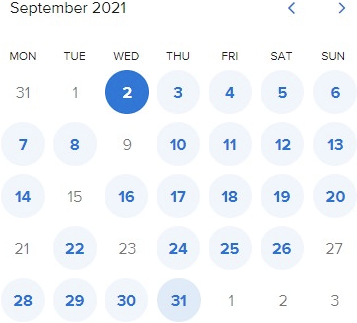 September 2021
MON TUE WED THU FRI SAT SUN
31 1 2 3 4 5 6
7 8 9 10 11 12 13
14 15 16 17 18 19 20
21 22 23 24 25 26 27
28 29 30 31 1 2 3